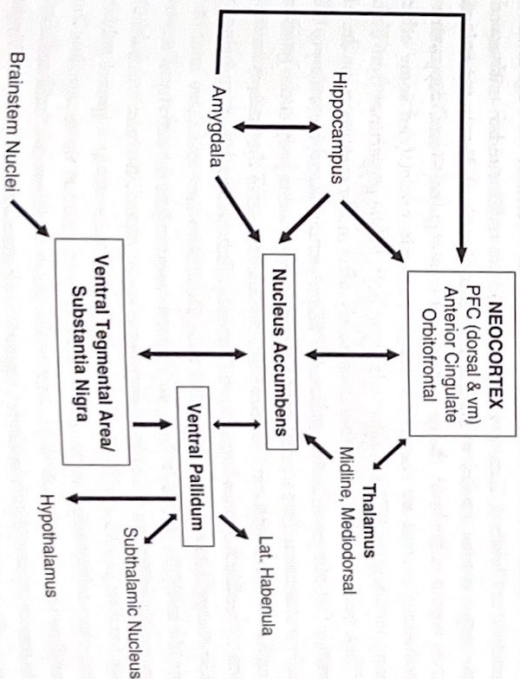 NEOCORTEX
PFC (dorsal & vm)
Anterior Cingulate
Orbitofrontal
Hippocampus
Amygdala
Thalamus
Midline, Mediodorsal
Nucleus Accumbens
Lat. Habenula
Ventral Pallidum
Subthalamic Nucleus
Ventral Tegmental Area/
Substantia Nigra
Brainstem Nuclei
Hypothalamus